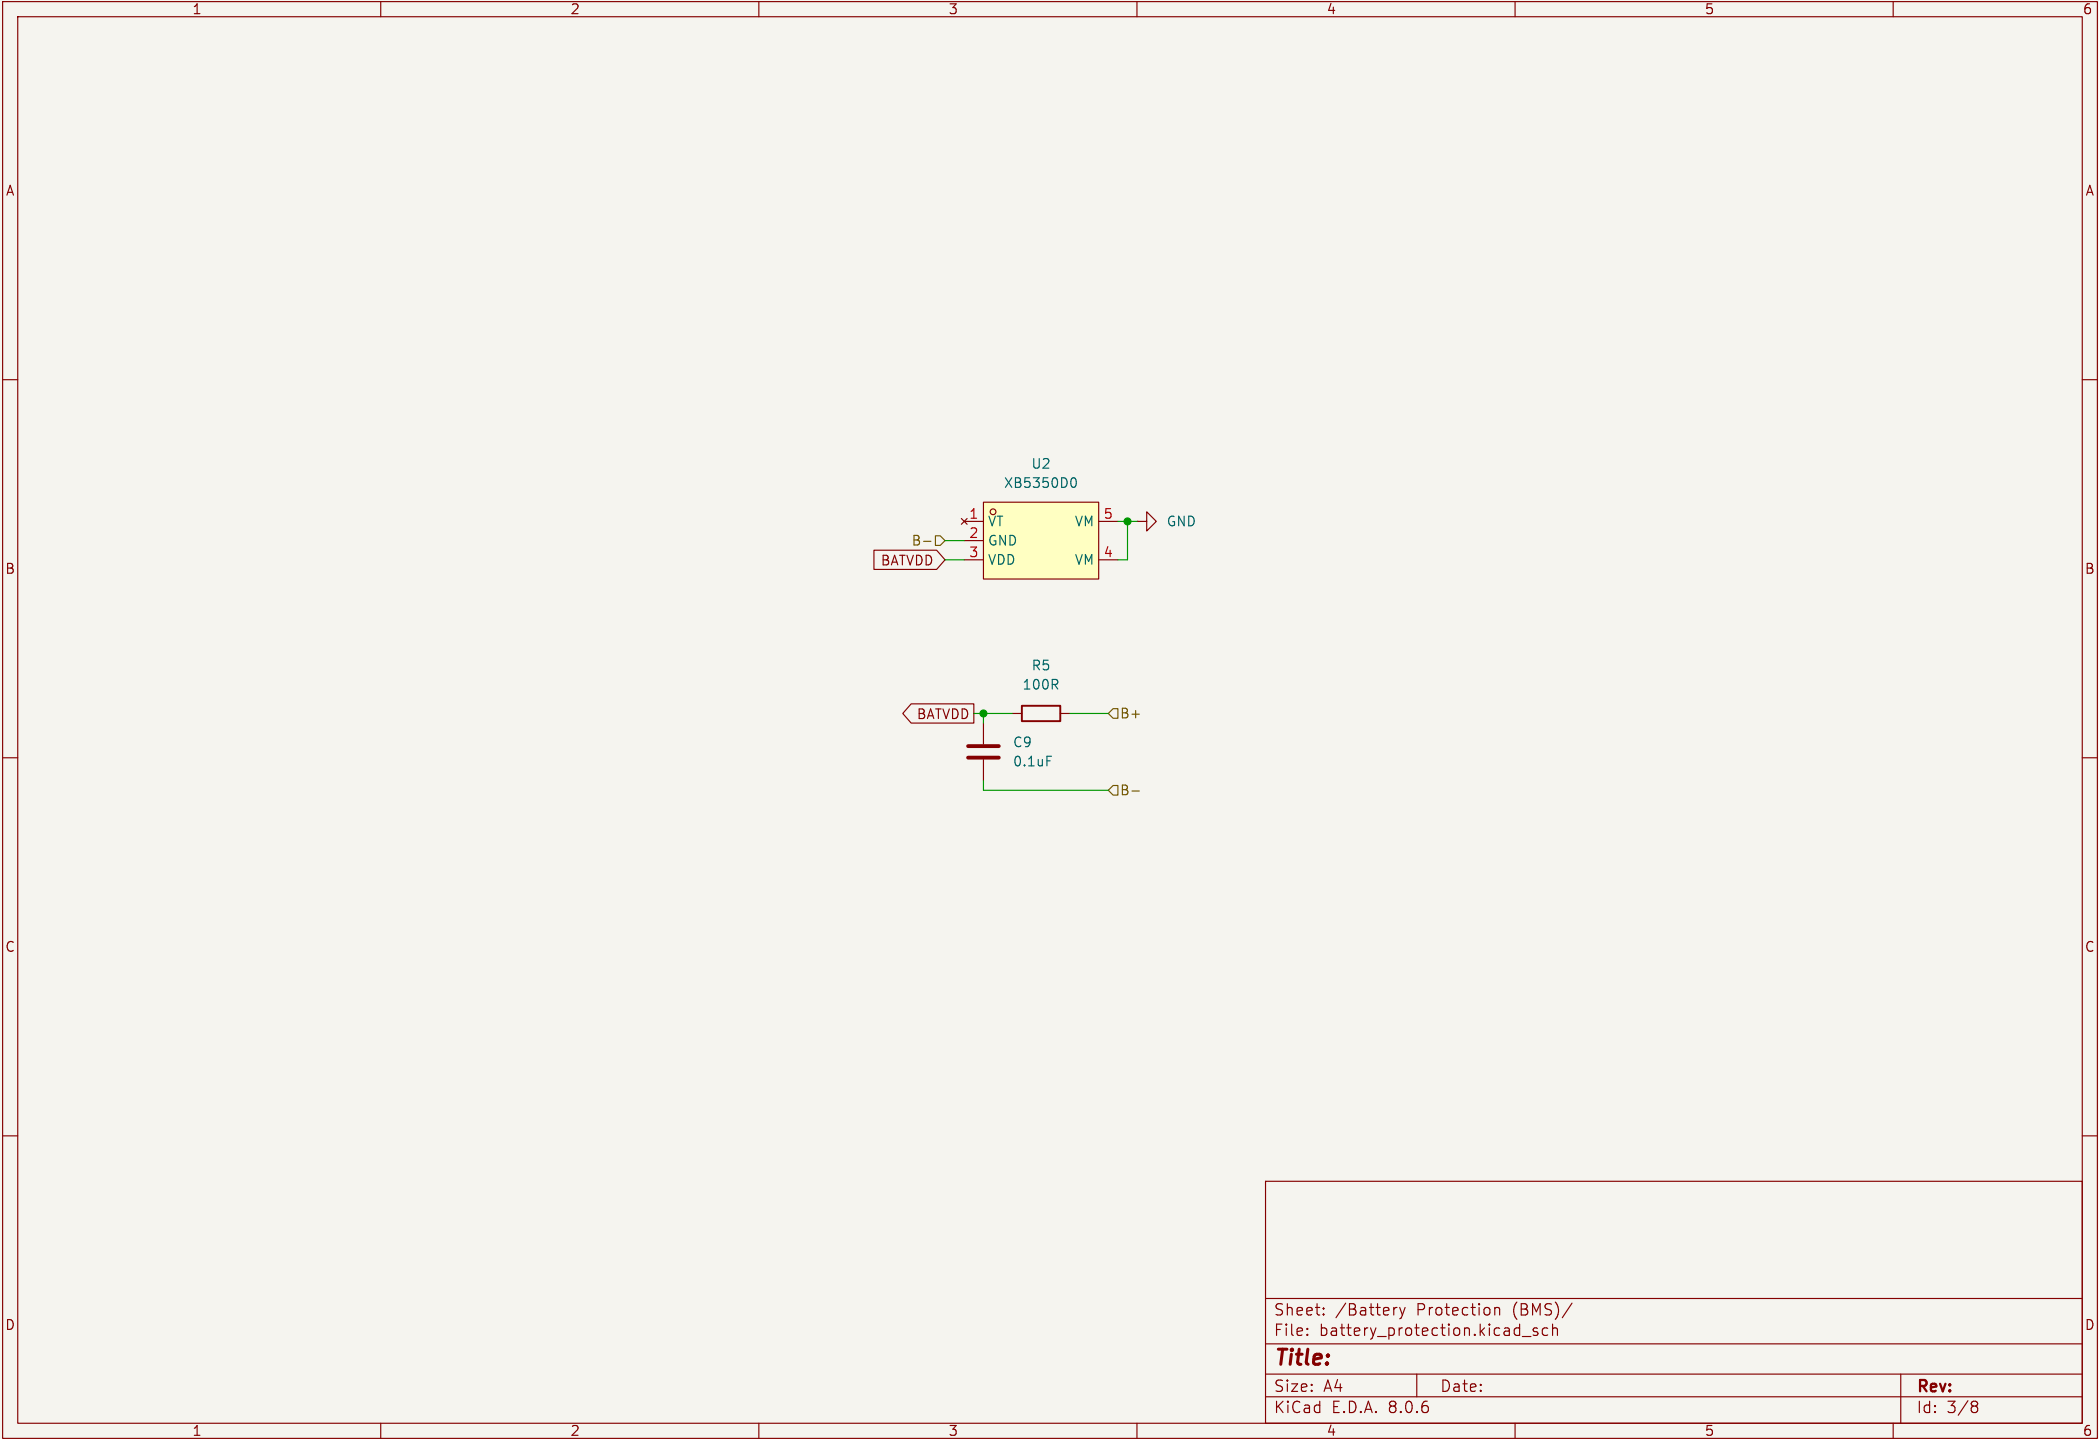 1 2 3 4 5 6
A A
U2
XB5350D0
1 VT VM 5 GND
B- 2 GND
BATVDD 3 VDD VM 4
B B
R5
100R
BATVDD B+
C9
0.1uF
B-
C C
Sheet: /Battery Protection (BMS)/
File: battery_protection.kicad_sch
D D
Title:
Size: A4 Date: Rev:
KiCad E.D.A. 8.0.6 Id: 3/8
1 2 3 4 5 6